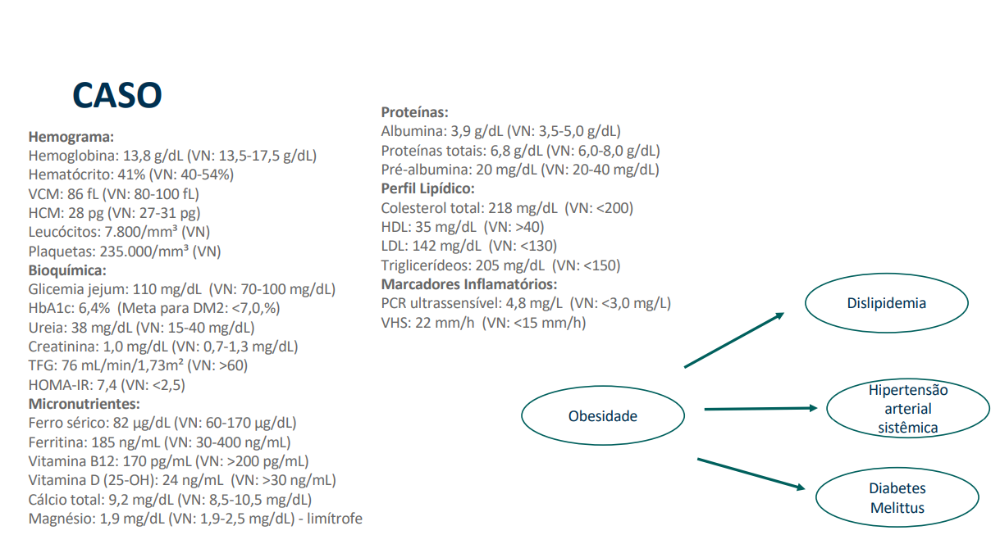 CASO
Hemograma:
Hemoglobina: 13,8 g/dL (VN: 13,5-17,5 g/dL)
Hematócrito: 41% (VN: 40-54%)
VCM: 86 fL (VN: 80-100 fL)
HCM: 28 pg (VN: 27-31 pg)
Leucócitos: 7.800/mm³ (VN)
Plaquetas: 235.000/mm³ (VN)
Bioquímica:
Glicemia jejum: 110 mg/dL (VN: 70-100 mg/dL)
HbA1c: 6,4% (Meta para DM2: <7,0,%)
Ureia: 38 mg/dL (VN: 15-40 mg/dL)
Creatinina: 1,0 mg/dL (VN: 0,7-1,3 mg/dL)
TFG: 76 mL/min/1,73m² (VN: >60)
HOMA-IR: 7,4 (VN: <2,5)
Micronutrientes:
Ferro sérico: 82 µg/dL (VN: 60-170 µg/dL)
Ferritina: 185 ng/mL (VN: 30-400 ng/mL)
Vitamina B12: 170 pg/mL (VN: >200 pg/mL)
Vitamina D (25-OH): 24 ng/mL (VN: >30 ng/mL)
Cálcio total: 9,2 mg/dL (VN: 8,5-10,5 mg/dL)
Magnésio: 1,9 mg/dL (VN: 1,9-2,5 mg/dL) - limítrofe
Proteínas:
Albumina: 3,9 g/dL (VN: 3,5-5,0 g/dL)
Proteínas totais: 6,8 g/dL (VN: 6,0-8,0 g/dL)
Pré-albumina: 20 mg/dL (VN: 20-40 mg/dL)
Perfil Lipídico:
Colesterol total: 218 mg/dL (VN: <200)
HDL: 35 mg/dL (VN: >40)
LDL: 142 mg/dL (VN: <130)
Triglicerídeos: 205 mg/dL (VN: <150)
Marcadores Inflamatórios:
PCR ultrassensível: 4,8 mg/L (VN: <3,0 mg/L)
VHS: 22 mm/h (VN: <15 mm/h)
Obesidade
Dislipidemia
Hipertensão
arterial
sistêmica
Diabetes
Melittus